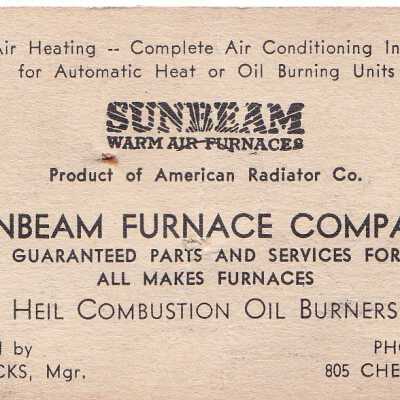 Air Heating -- Complete Air Conditioning In
for Automatic Heat or Oil Burning Units
SUNBEAM
WARM AIR FURNACES
Product of American Radiator Co.
NBEAM FURNACE COMPA
GUARANTEED PARTS AND SERVICES FOR
ALL MAKES FURNACES
HEIL COMBUSTION OIL BURNERS
d by
PHO
CKS, Mgr.
805 CHE